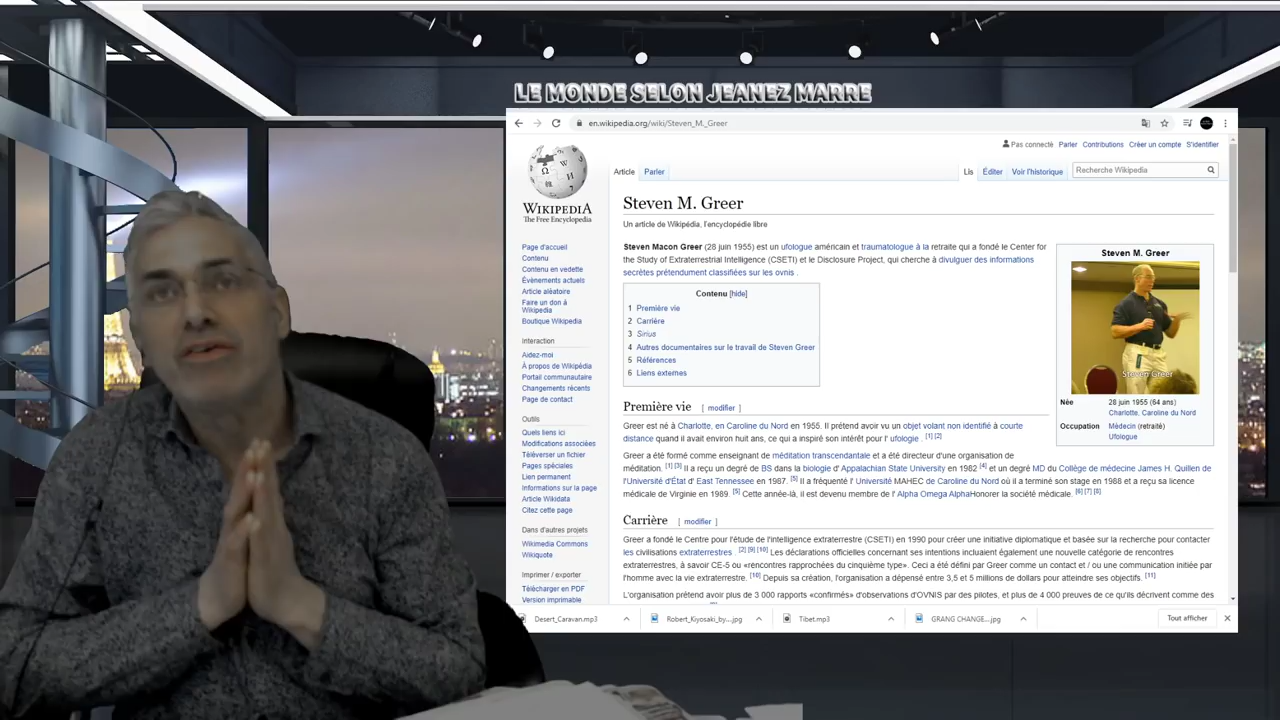 LE MONDE SELON JEANEZ MARRE
en.wikipedia.org/wiki/Steven_M._Greer
Pas connecté Parler Contributions Créer un compte S'identifier
Article Parler Lis Éditer Voir l'historique Recherche Wikipedia
WIKIPEDIA
The Free Encyclopedia
Page d'accueil
Contenu
Contenu en vedette
Évènements actuels
Article aléatoire
Faire un don à
Wikipedia
Boutique Wikipedia
Interaction
Aidez-moi
À propos de Wikipédia
Portail communautaire
Changements récents
Page de contact
Outils
Quels liens ici
Modifications associées
Téléverser un fichier
Pages spéciales
Lien permanent
Informations sur la page
Article Wikidata
Citez cette page
Dans d'autres projets
Wikimedia Commons
Wikiquote
Imprimer / exporter
Télécharger en PDF
Version imprimable
Steven M. Greer
Un article de Wikipédia, l'encyclopédie libre
Steven Macon Greer (28 juin 1955) est un ufologue américain et traumatologue à la retraite qui a fondé le Center for
the Study of Extraterrestrial Intelligence (CSETI) et le Disclosure Project, qui cherche à divulguer des informations
secrètes prétendument classifiées sur les ovnis .
Contenu [hide]
1 Première vie
2 Carrière
3 Sirius
4 Autres documentaires sur le travail de Steven Greer
5 Références
6 Liens externes
Steven M. Greer
Steven Greer
Née 28 juin 1955 (64 ans)
Charlotte, Caroline du Nord
Occupation Médecin (retraité)
Ufologue
Première vie [ modifier ]
Greer est né à Charlotte, en Caroline du Nord en 1955. Il prétend avoir vu un objet volant non identifié à courte
distance quand il avait environ huit ans, ce qui a inspiré son intérêt pour l' ufologie . [1] [2]
Greer a été formé comme enseignant de méditation transcendantale et a été directeur d'une organisation de
méditation. [1] [3] Il a reçu un degré de BS dans la biologie d' Appalachian State University en 1982 [4] et un degré MD du Collège de médecine James H. Quillen de
l'Université d'État d' East Tennessee en 1987. [5] Il a fréquenté l' Université MAHEC de Caroline du Nord où il a terminé son stage en 1988 et a reçu sa licence
médicale de Virginie en 1989. [5] Cette année-là, il est devenu membre de l' Alpha Omega AlphaHonorer la société médicale. [6] [7] [8]
Carrière [ modifier ]
Greer a fondé le Centre pour l'étude de l'intelligence extraterrestre (CSETI) en 1990 pour créer une initiative diplomatique et basée sur la recherche pour contacter
les civilisations extraterrestres . [2] [9] [10] Les déclarations officielles concernant ses intentions incluaient également une nouvelle catégorie de rencontres
extraterrestres, à savoir CE-5 ou «rencontres rapprochées du cinquième type». Ceci a été défini par Greer comme un contact et / ou une communication initiée par
l'homme avec la vie extraterrestre. [10] Depuis sa création, l'organisation a dépensé entre 3,5 et 5 millions de dollars pour atteindre ses objectifs. [11]
L'organisation prétend avoir plus de 3 000 rapports «confirmés» d'observations d'OVNIS par des pilotes, et plus de 4 000 preuves de ce qu'ils décrivent comme des
Desert_Caravan.mp3 Robert_Kiyosaki_by....jpg Tibet.mp3 GRANG CHANGE....jpg Tout afficher